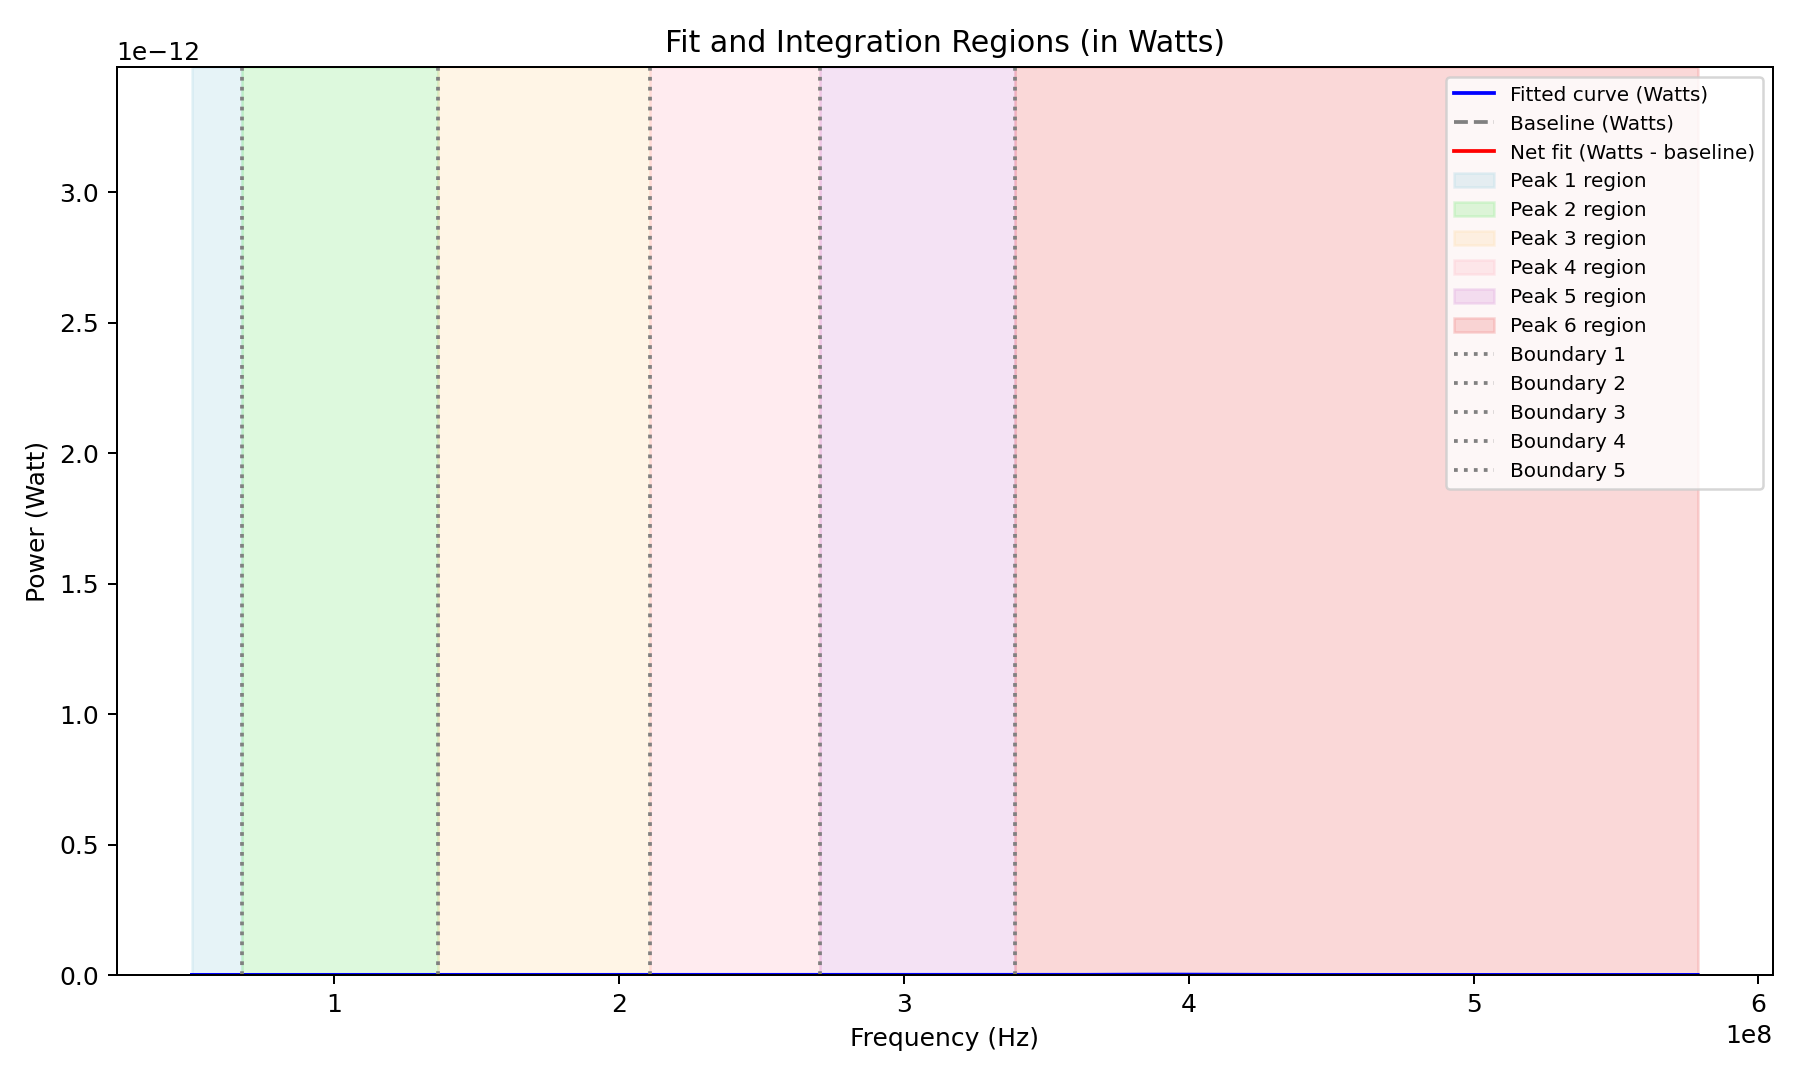 Fit and Integration Regions (in Watts)
1e−12
Power (Watt)
3.0
2.5
2.0
1.5
1.0
0.5
0.0
Fitted curve (Watts)
Baseline (Watts)
Net fit (Watts - baseline)
Peak 1 region
Peak 2 region
Peak 3 region
Peak 4 region
Peak 5 region
Peak 6 region
Boundary 1
Boundary 2
Boundary 3
Boundary 4
Boundary 5
1 2 3 4 5 6
Frequency (Hz)
1e8